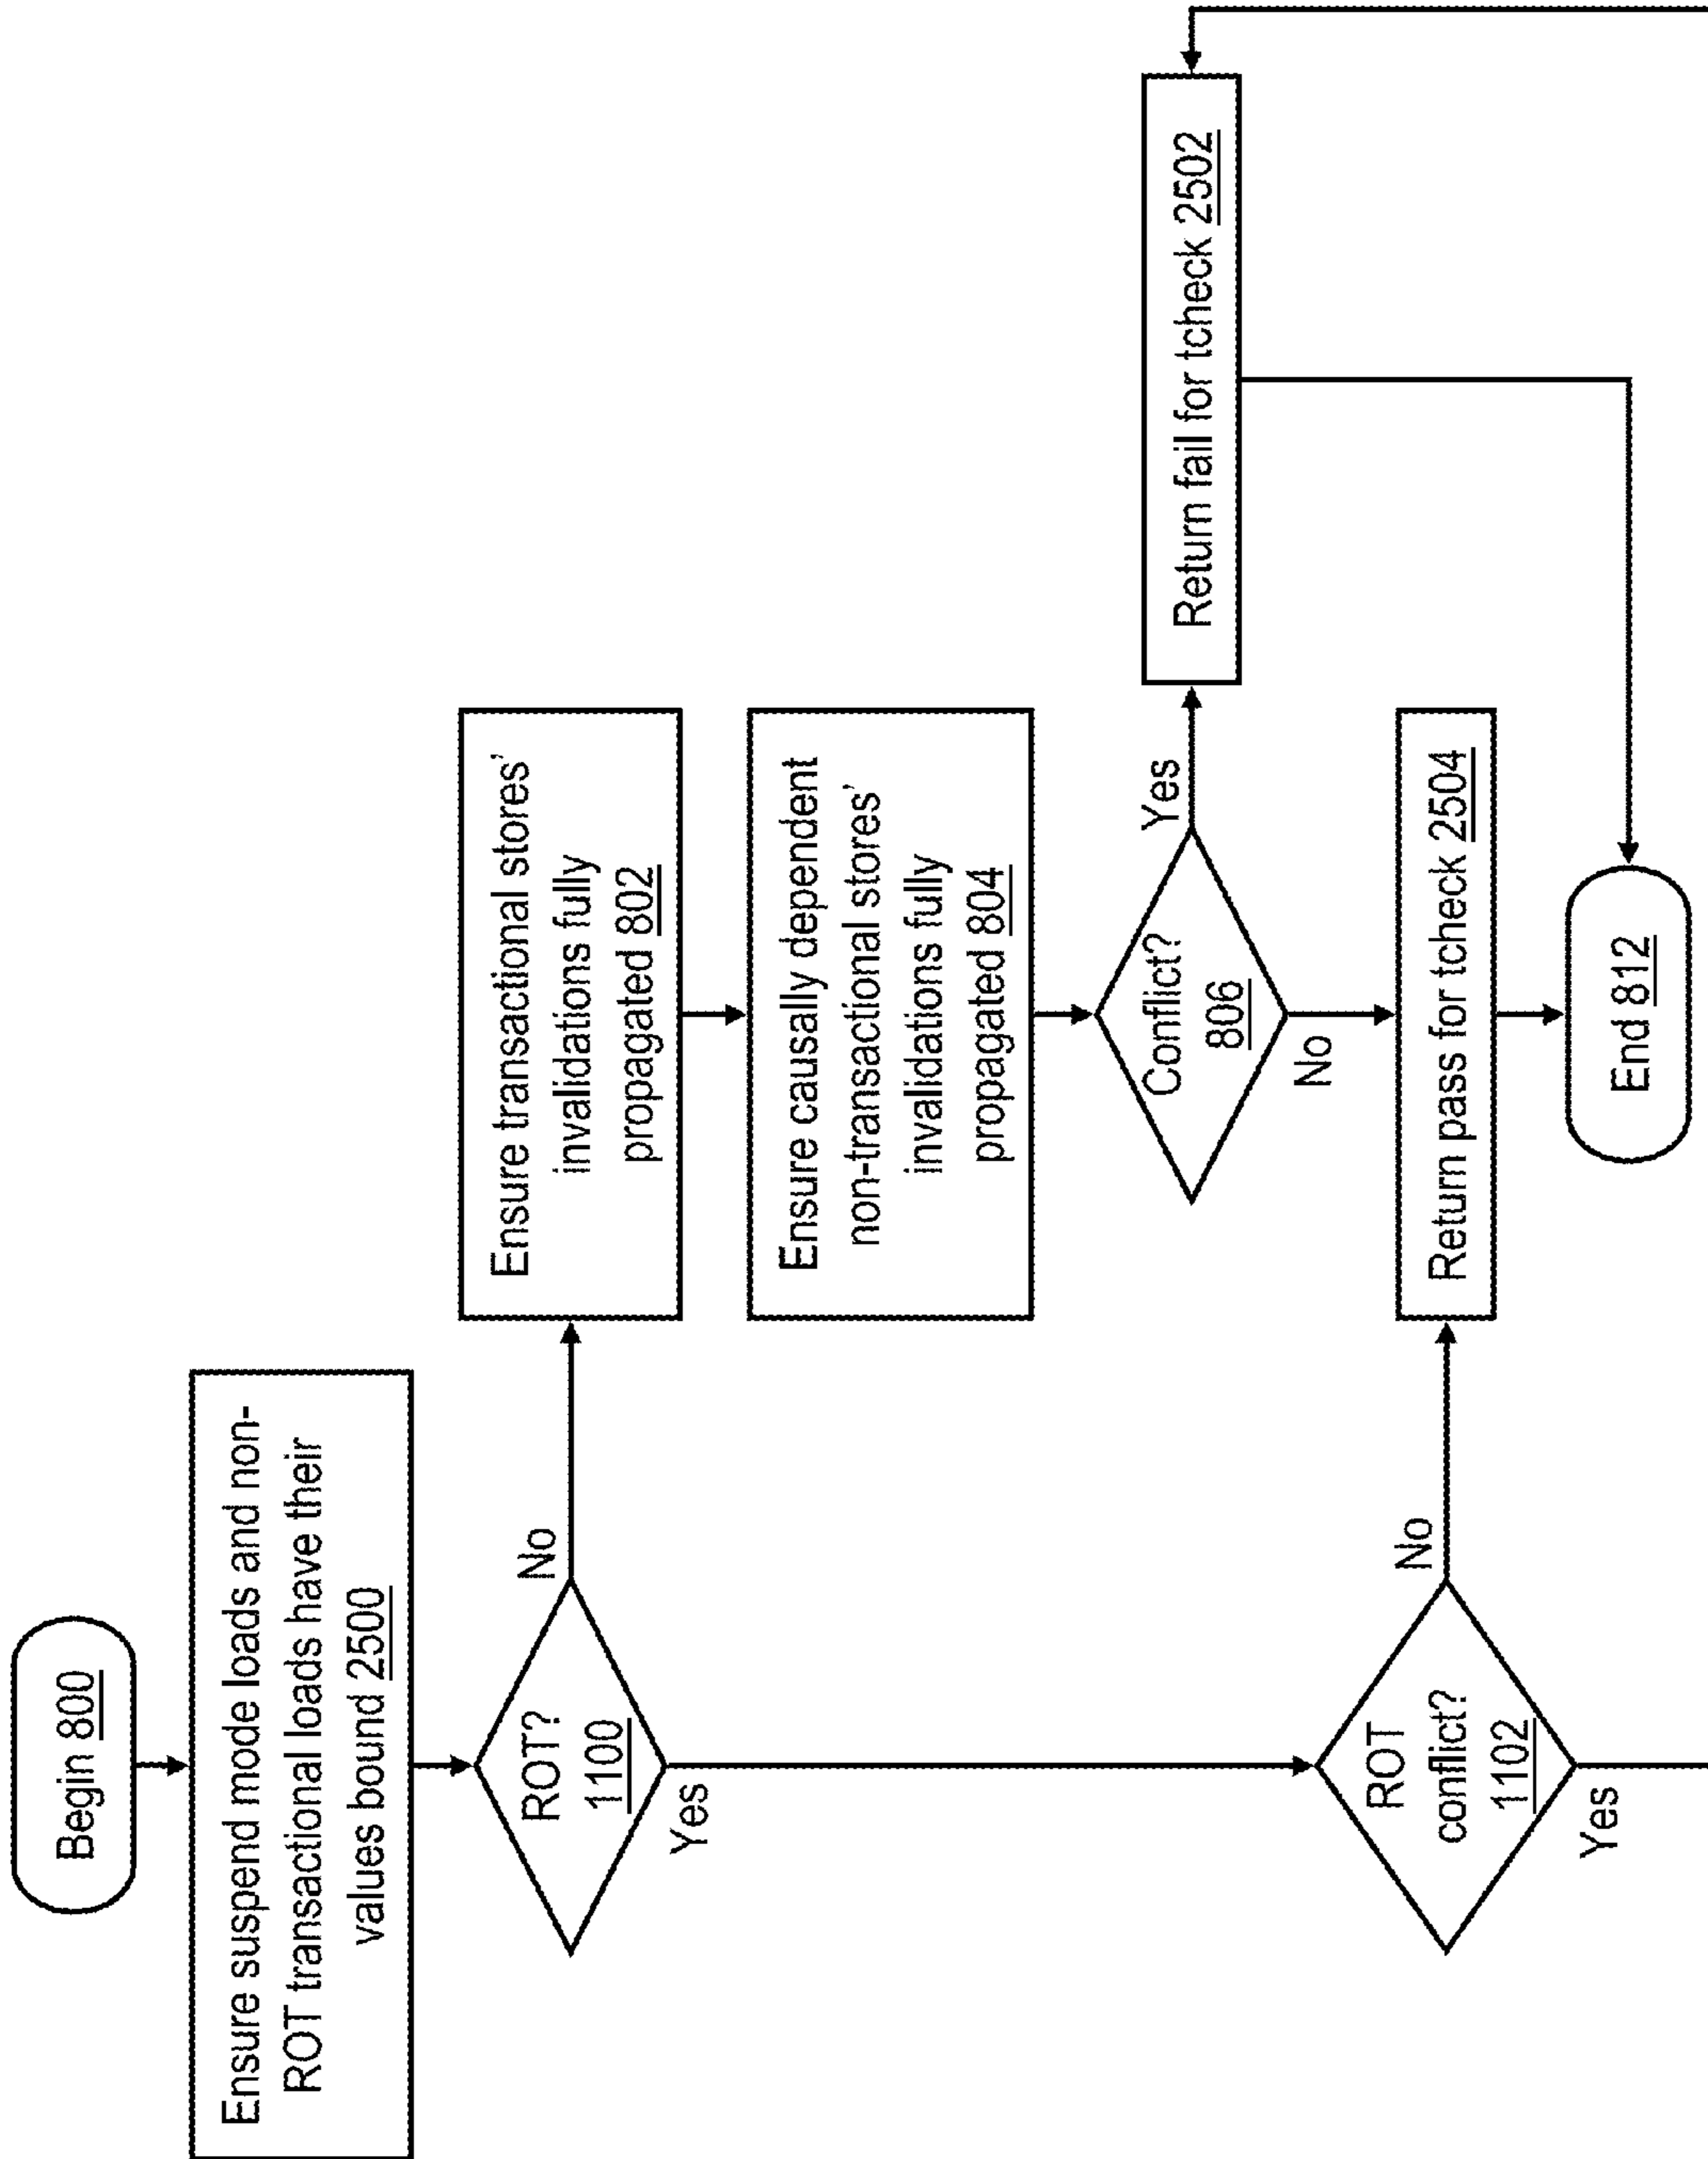 Begin 800
Ensure suspend mode loads and non-
ROT transactional loads have their
values bound 2500
ROT?
1100
No
Yes
Ensure transactional stores’
invalidations fully
propagated 802
Ensure causally dependent
non-transactional stores’
invalidations fully
propagated 804
Conflict?
806
Yes
No
Return fail for tcheck 2502
ROT
conflict?
1102
No
Yes
Return pass for tcheck 2504
End 812